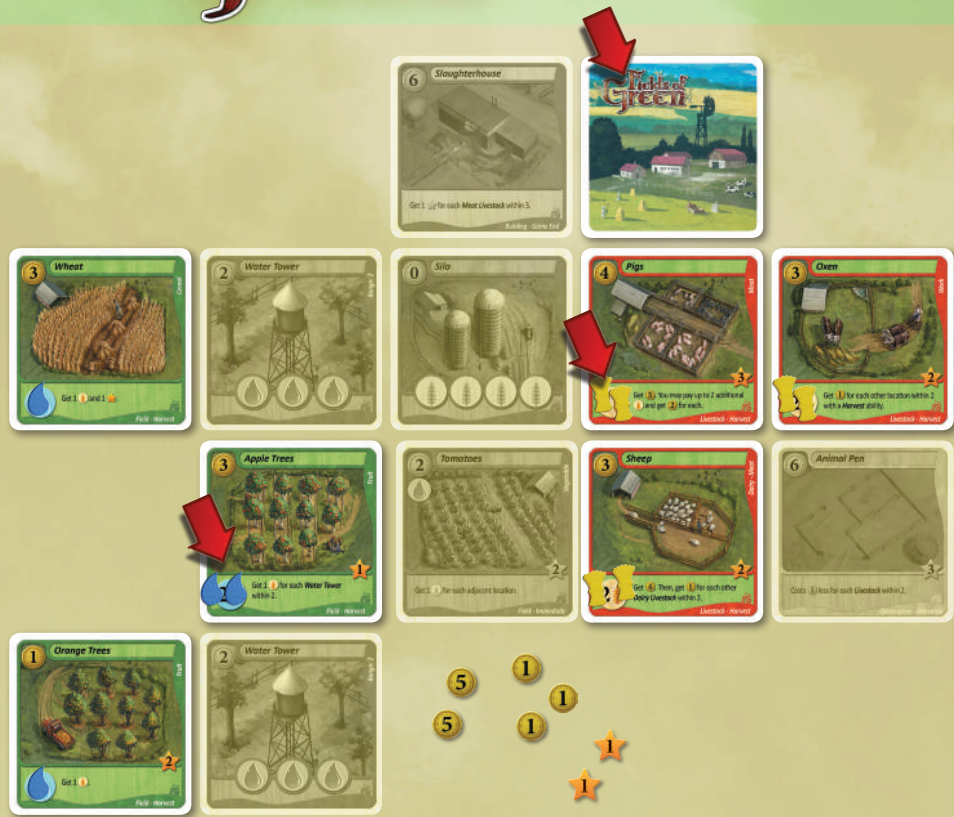 6 Slaughterhouse
Get 1 for each Meat Livestock within 3.
Building - Game End
Fields of
Green
3 Wheat
Cereal
Get 1 and 1
Field - Harvest
2 Water Tower
Range 2
0 Silo
4 Pigs
Meat
3
Get 5. You may pay up to 2 additional
and get 2 for each.
Livestock - Harvest
3 Oxen
Work
2
Get 1 for each other location within 2
with a Harvest ability.
Livestock - Harvest
3 Apple Trees
Fruit
1
2
Get 1 for each Water Tower
within 2.
Field - Harvest
2 Tomatoes
Vegetable
2
Get 1 for each adjacent location.
Field - Immediate
3 Sheep
Dairy - Meat
2
Get 4. Then, get 1 for each other
Dairy Livestock within 2.
Livestock - Harvest
6 Animal Pen
3
Costs 3 less for each Livestock within 2.
1 Orange Trees
Fruit
2
Get 1
Field - Harvest
2 Water Tower
Range 2
5
1
1
5
1
1
1